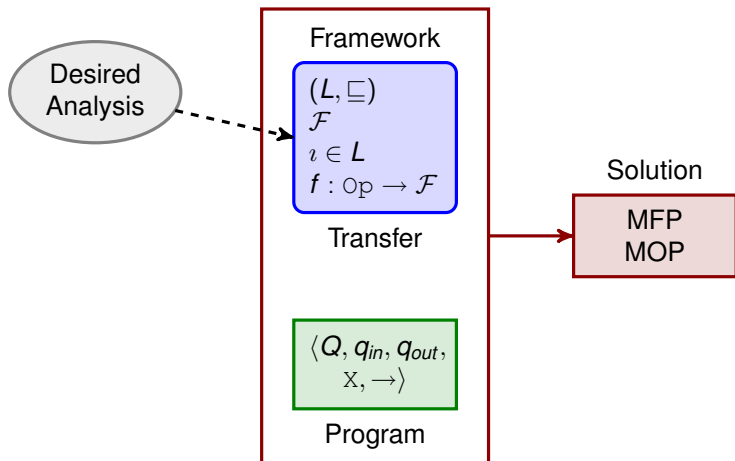 Framework
Desired
Analysis
(L, ⊑)
ℱ
ı ∈ L
f : Op → ℱ
Transfer
Solution
MFP
MOP
⟨Q, q_in, q_out,
X, →⟩
Program